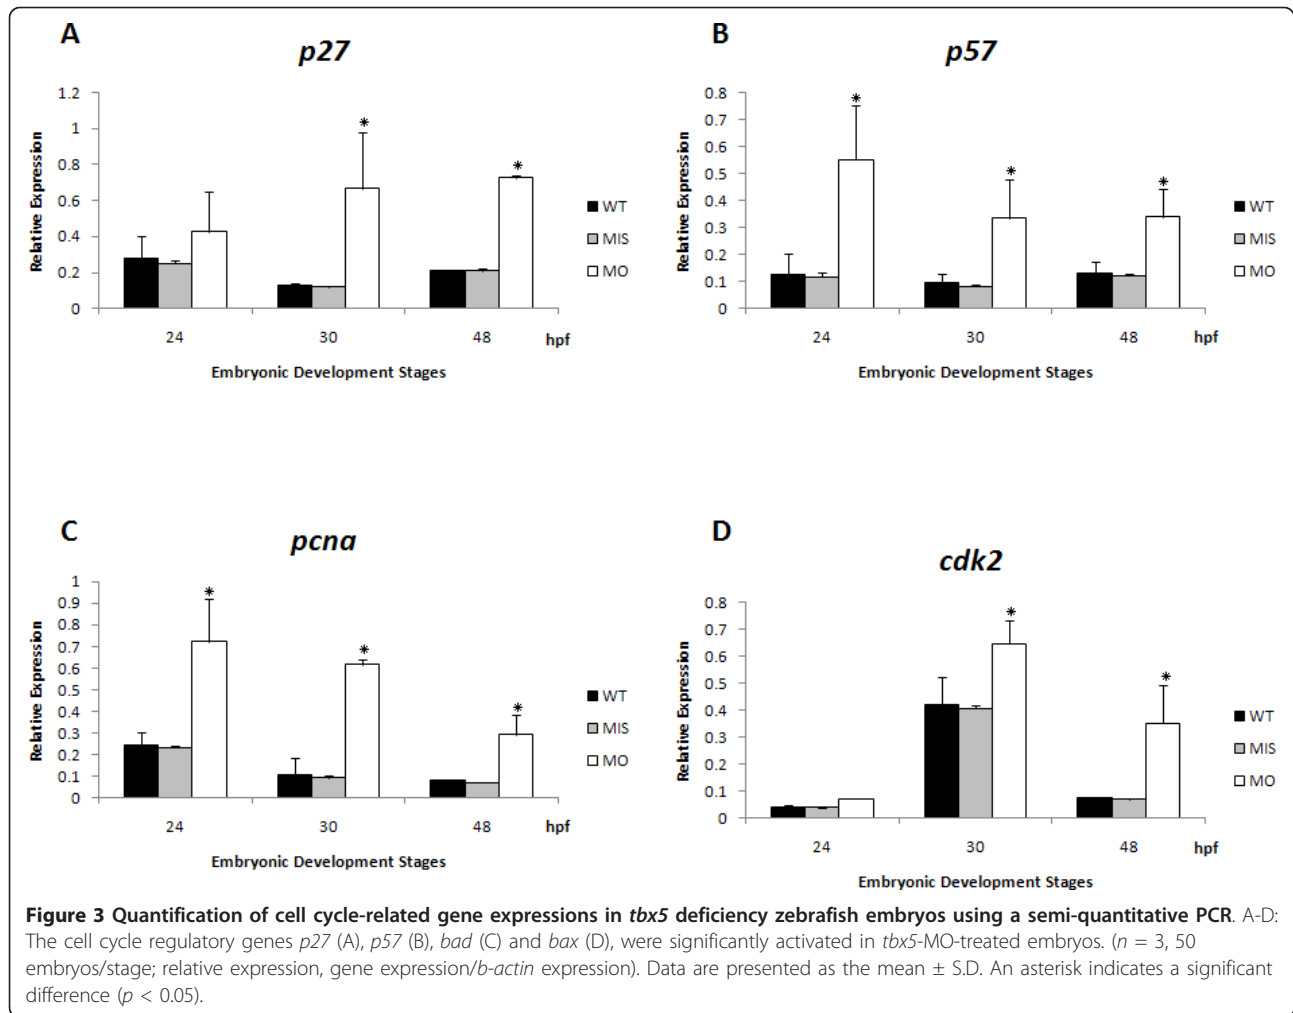 A
p27
1.2
1
0.8
0.6
0.4
0.2
0
Relative Expression
*
*
WT
MIS
MO
24 30 48 hpf
Embryonic Development Stages
B
p57
0.8
0.7
0.6
0.5
0.4
0.3
0.2
0.1
0
Relative Expression
*
*
*
WT
MIS
MO
24 30 48 hpf
Embryonic Development Stages
C
pcna
1
0.9
0.8
0.7
0.6
0.5
0.4
0.3
0.2
0.1
0
Relative Expression
*
*
*
WT
MIS
MO
24 30 48 hpf
Embryonic Development Stages
D
cdk2
0.8
0.7
0.6
0.5
0.4
0.3
0.2
0.1
0
Relative Expression
*
*
WT
MIS
MO
24 30 48 hpf
Embryonic Development Stages
Figure 3 Quantification of cell cycle-related gene expressions in tbx5 deficiency zebrafish embryos using a semi-quantitative PCR. A-D:
The cell cycle regulatory genes p27 (A), p57 (B), bad (C) and bax (D), were significantly activated in tbx5-MO-treated embryos. (n = 3, 50
embryos/stage; relative expression, gene expression/b-actin expression). Data are presented as the mean ± S.D. An asterisk indicates a significant
difference (p < 0.05).